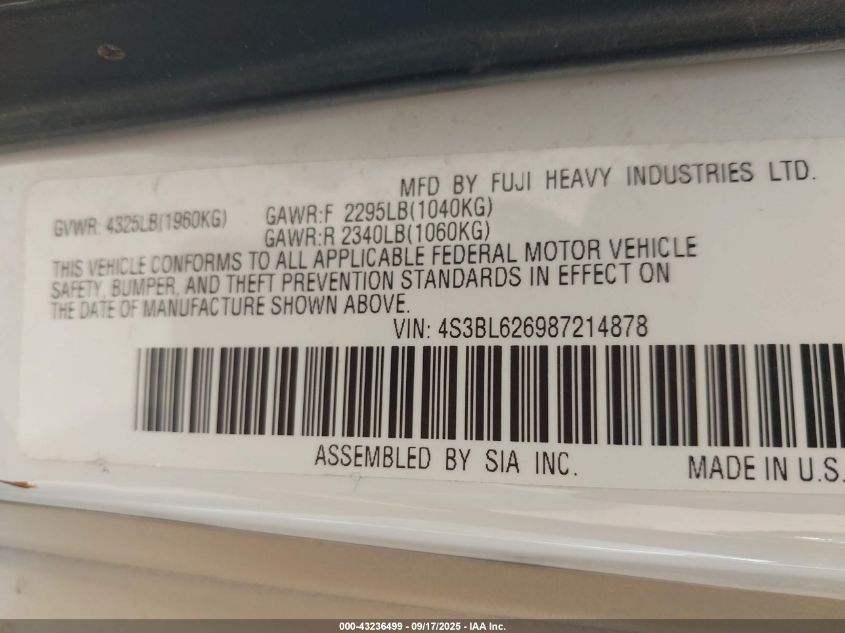 MFD BY FUJI HEAVY INDUSTRIES LTD.
GVWR: 4325LB(1960KG) GAWR:F 2295LB(1040KG)
GAWR:R 2340LB(1060KG)
THIS VEHICLE CONFORMS TO ALL APPLICABLE FEDERAL MOTOR VEHICLE
SAFETY, BUMPER, AND THEFT PREVENTION STANDARDS IN EFFECT ON
THE DATE OF MANUFACTURE SHOWN ABOVE.
VIN: 4S3BL626987214878
ASSEMBLED BY SIA INC.
MADE IN U.S.
000-43236499 - 09/17/2025 - IAA Inc.